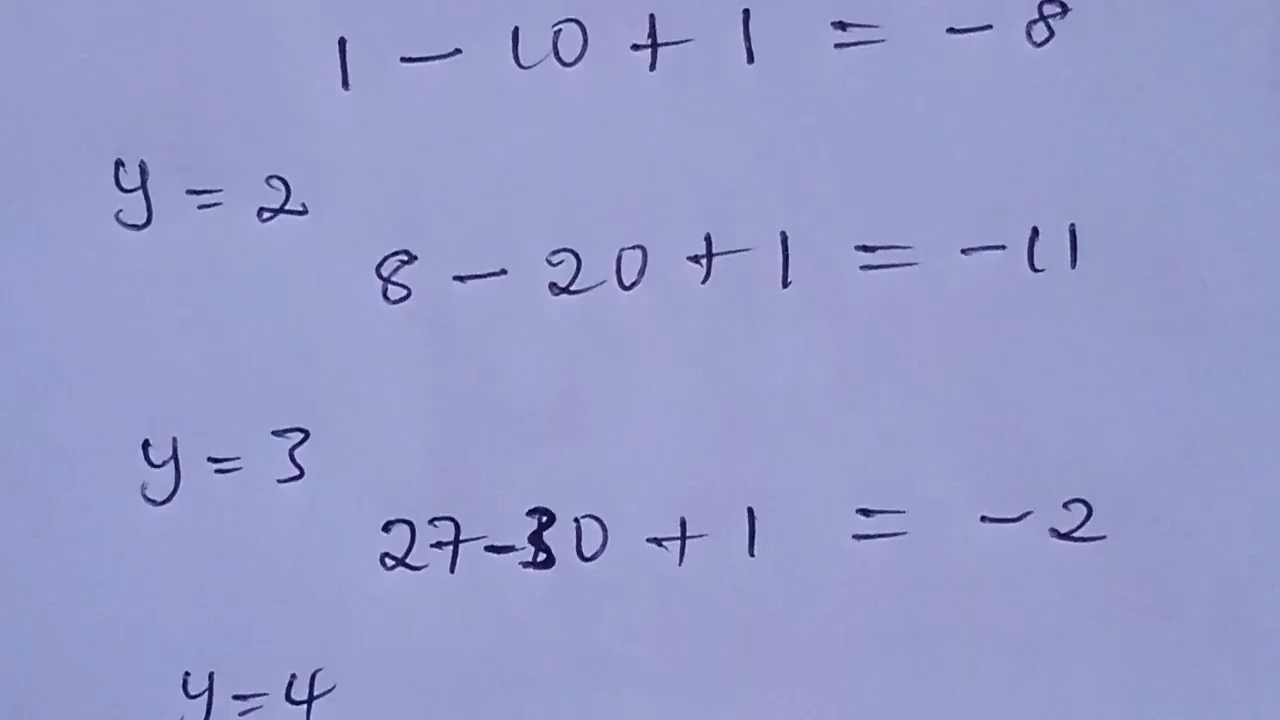 1 - 10 + 1 = - 8
y = 2
8 - 20 + 1 = - 11
y = 3
27 - 30 + 1 = - 2
y = 4